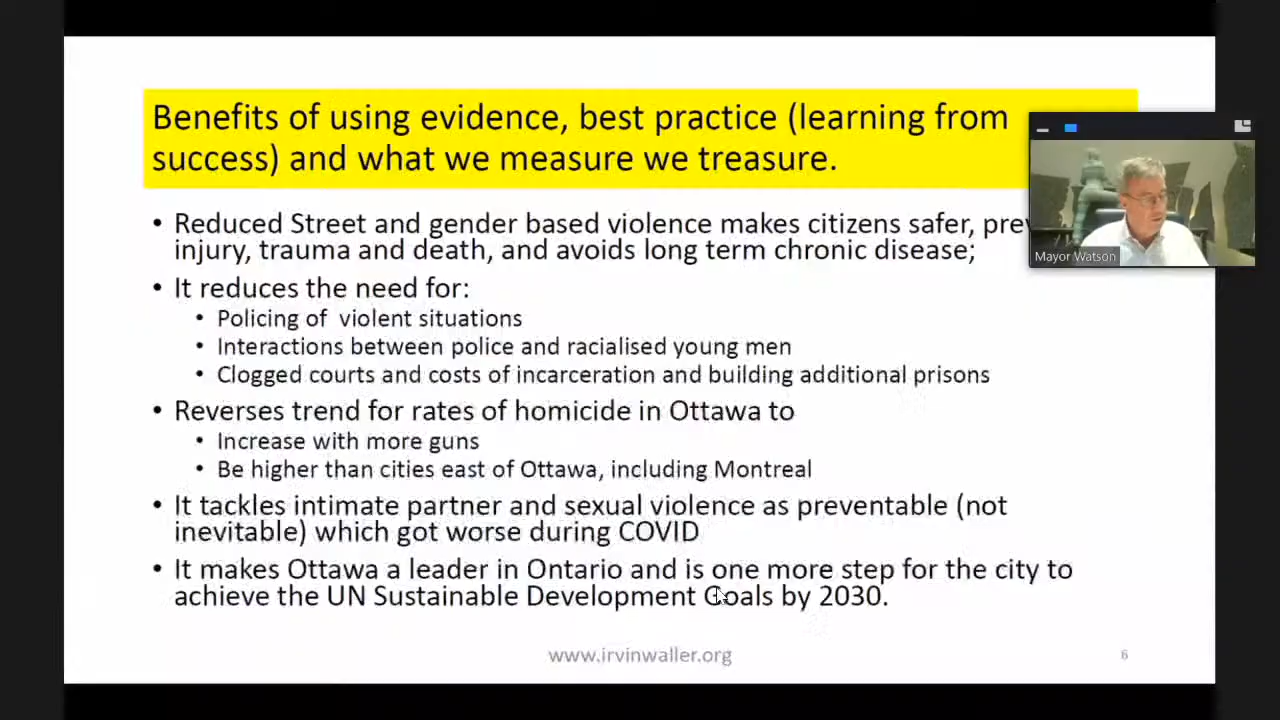 Benefits of using evidence, best practice (learning from
success) and what we measure we treasure.
• Reduced Street and gender based violence makes citizens safer,
injury, trauma and death, and avoids long term chronic disease;
• It reduces the need for:
• Policing of violent situations
• Interactions between police and racialised young men
• Clogged courts and costs of incarceration and building additional prisons
• Reverses trend for rates of homicide in Ottawa to
• Increase with more guns
• Be higher than cities east of Ottawa, including Montreal
• It tackles intimate partner and sexual violence as preventable (not
inevitable) which got worse during COVID
• It makes Ottawa a leader in Ontario and is one more step for the city to
achieve the UN Sustainable Development Goals by 2030.
www.irvinwaller.org
6
Mayor Watson